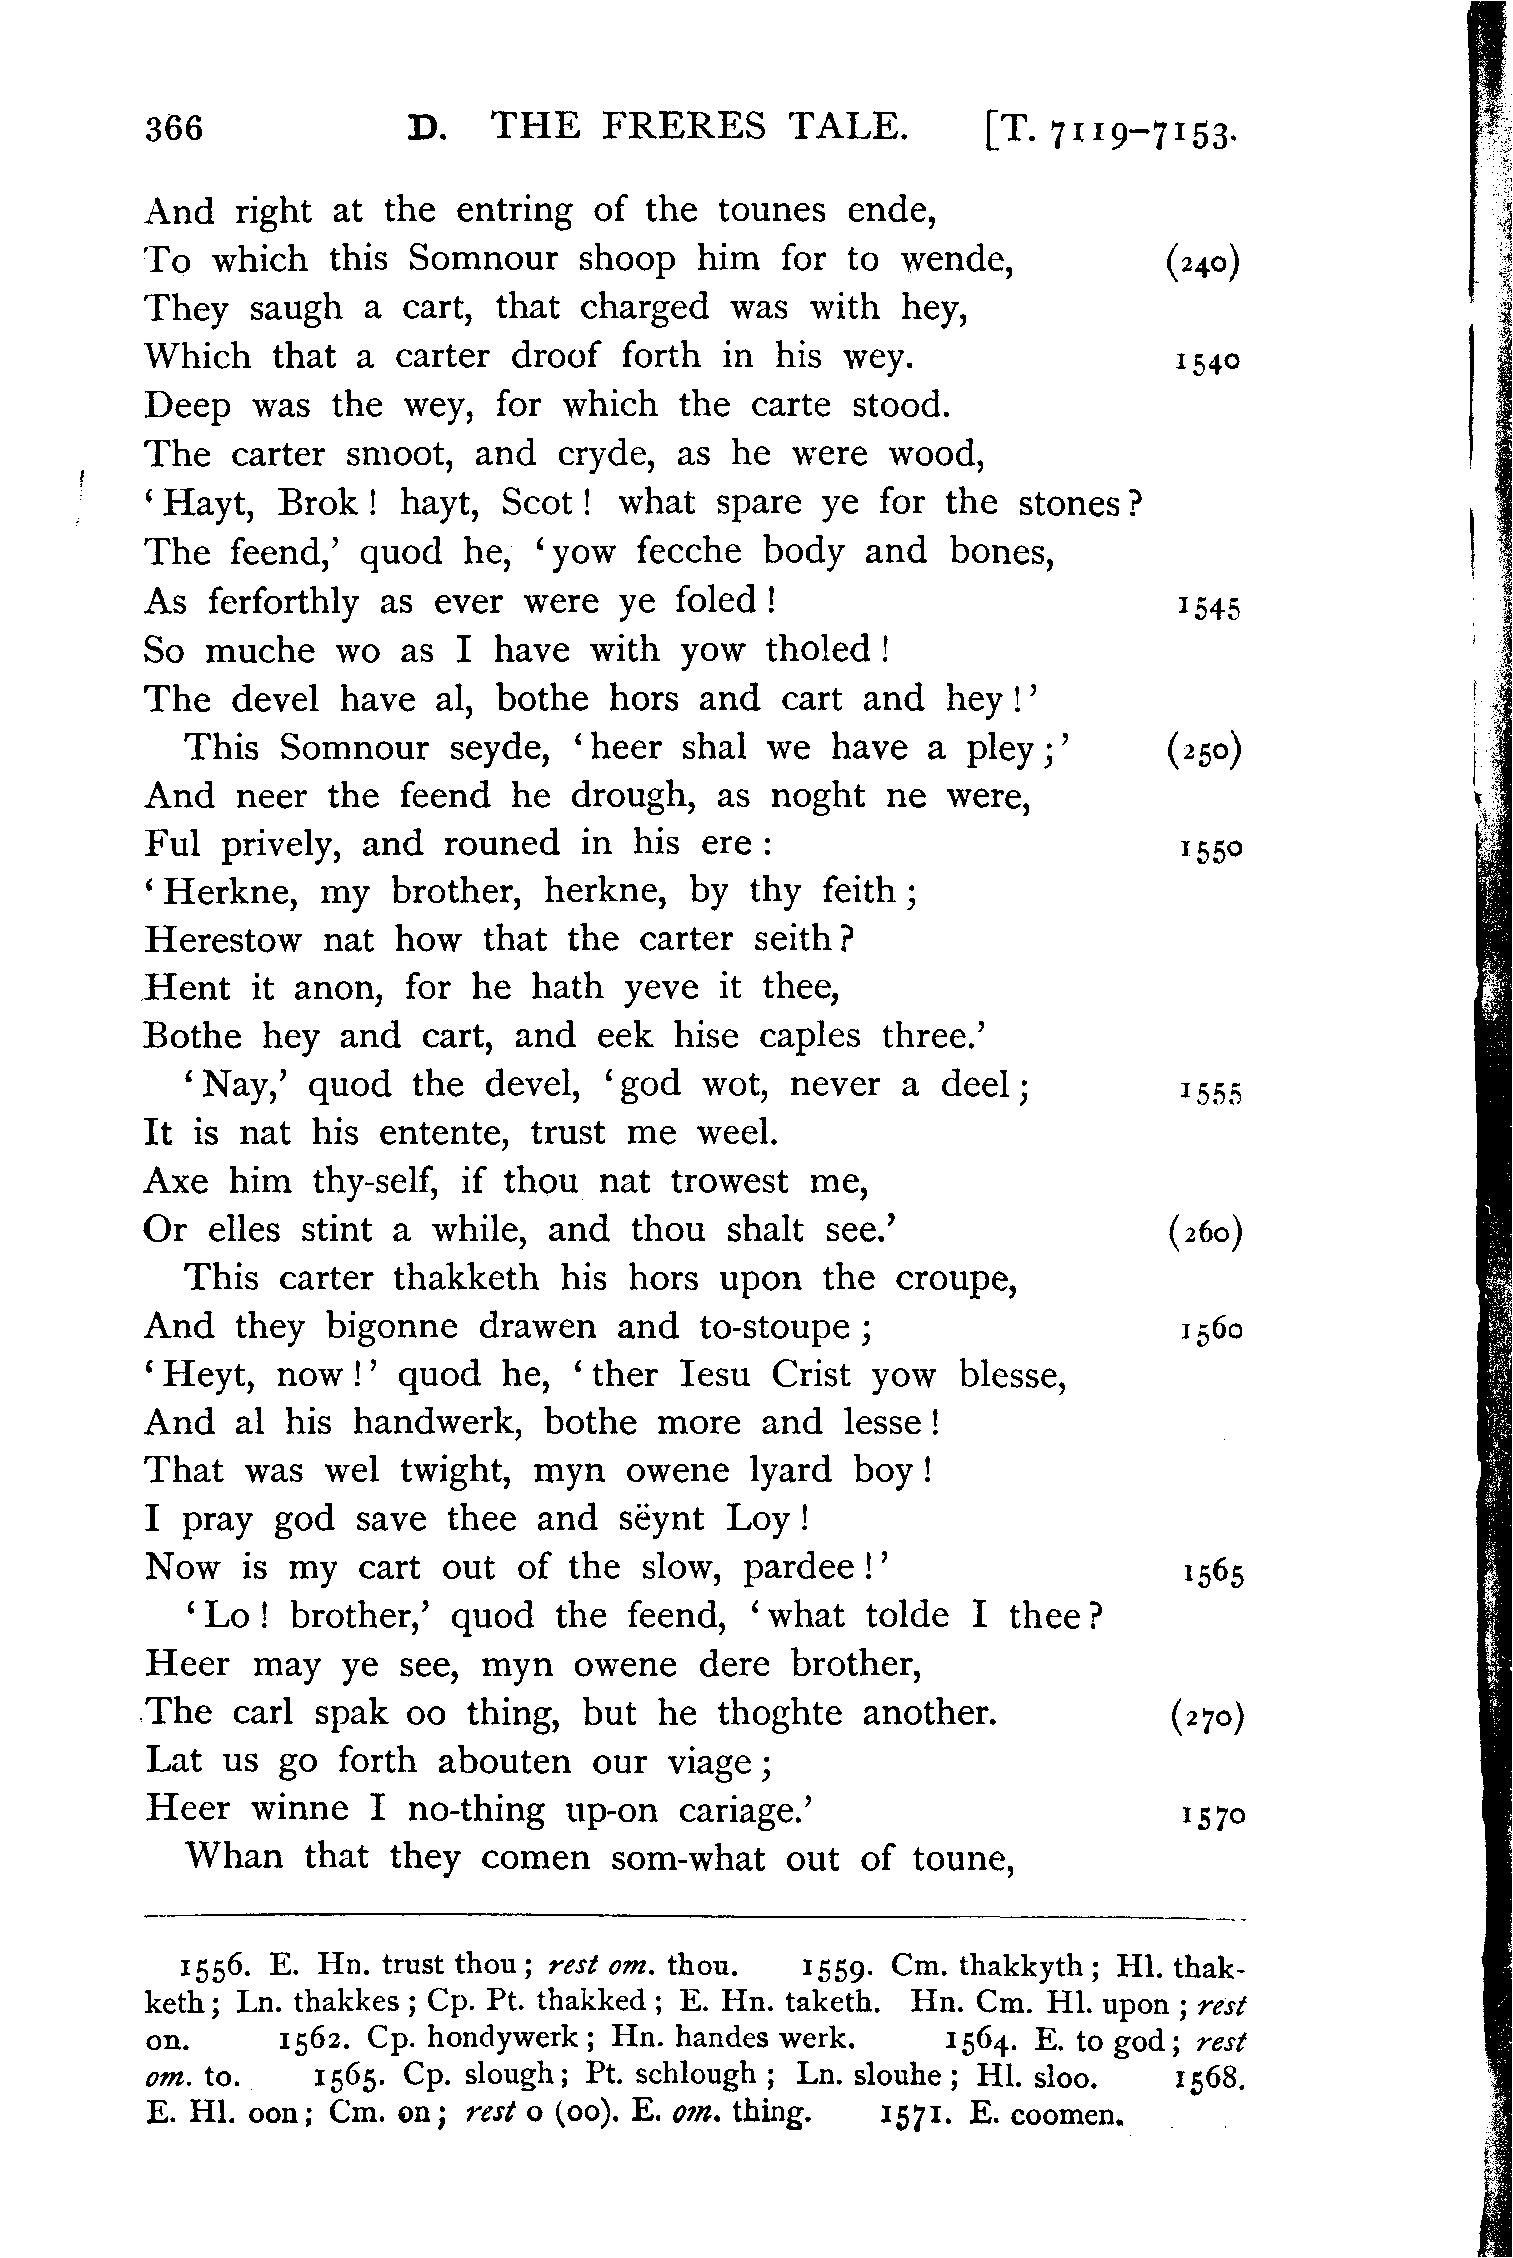 366 D. THE FRERES TALE. [T. 7119–7153.
And right at the entring of the tounes ende,
To which this Somnour shoop him for to wende, (240)
They saugh a cart, that charged was with hey,
Which that a carter droof forth in his wey. 1540
Deep was the wey, for which the carte stood.
The carter smoot, and cryde, as he were wood,
‘Hayt, Brok! hayt, Scot! what spare ye for the stones?
The feend,’ quod he, ‘yow fecche body and bones,
As ferforthly as ever were ye foled! 1545
So muche wo as I have with yow tholed!
The devel have al, bothe hors and cart and hey!’
This Somnour seyde, ‘heer shal we have a pley;’ (250)
And neer the feend he drough, as noght ne were,
Ful prively, and rouned in his ere: 1550
‘Herkne, my brother, herkne, by thy feith;
Herestow nat how that the carter seith?
Hent it anon, for he hath yeve it thee,
Bothe hey and cart, and eek hise caples three.’
‘Nay,’ quod the devel, ‘god wot, never a deel; 1555
It is nat his entente, trust me weel.
Axe him thy-self, if thou nat trowest me,
Or elles stint a while, and thou shalt see.’ (260)
This carter thakketh his hors upon the croupe,
And they bigonne drawen and to-stoupe; 1560
‘Heyt, now!’ quod he, ‘ther Iesu Crist yow blesse,
And al his handwerk, bothe more and lesse!
That was wel twight, myn owene lyard boy!
I pray god save thee and sëynt Loy!
Now is my cart out of the slow, pardee!’ 1565
‘Lo! brother,’ quod the feend, ‘what tolde I thee?
Heer may ye see, myn owene dere brother,
The carl spak oo thing, but he thoghte another. (270)
Lat us go forth abouten our viage;
Heer winne I no-thing up-on cariage.’ 1570
Whan that they comen som-what out of toune,
1556. E. Hn. trust thou; rest om. thou. 1559. Cm. thakkyth; Hl. thak-
keth; Ln. thakkes; Cp. Pt. thakked; E. Hn. taketh. Hn. Cm. Hl. upon; rest
on. 1562. Cp. hondywerk; Hn. handes werk. 1564. E. to god; rest
om. to. 1565. Cp. slough; Pt. schlough; Ln. slouhe; Hl. sloo. 1568.
E. Hl. oon; Cm. on; rest o (oo). E. om. thing. 1571. E. coomen.